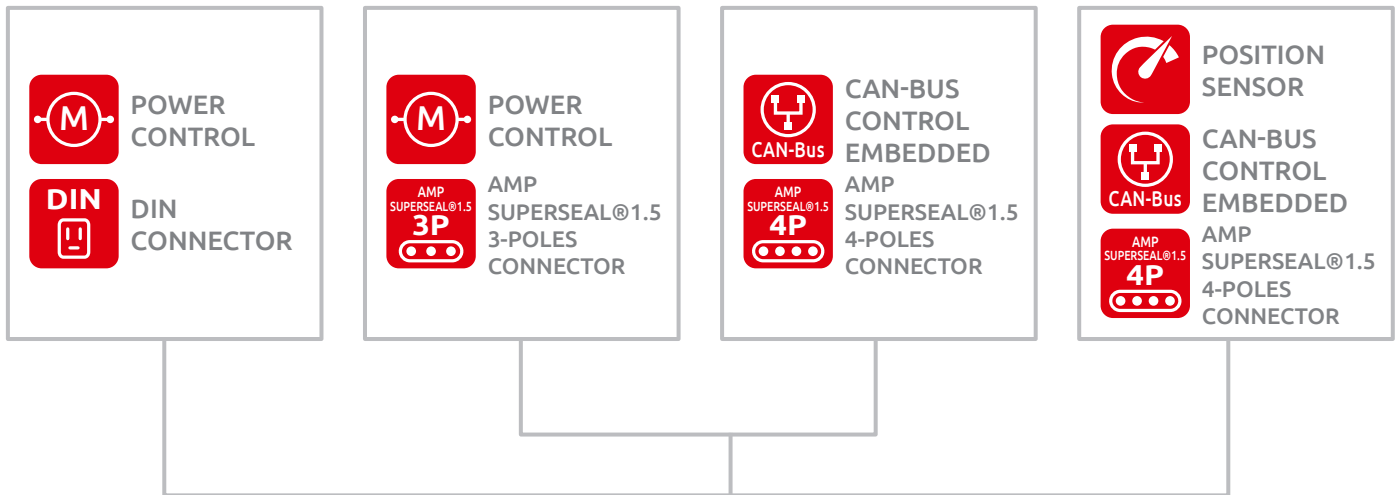 M
POWER
CONTROL
DIN
DIN
CONNECTOR
M
POWER
CONTROL
AMP
SUPERSEAL®1.5
3P
AMP
SUPERSEAL®1.5
3-POLES
CONNECTOR
CAN-Bus
CAN-BUS
CONTROL
EMBEDDED
AMP
SUPERSEAL®1.5
4P
AMP
SUPERSEAL®1.5
4-POLES
CONNECTOR
POSITION
SENSOR
CAN-Bus
CAN-BUS
CONTROL
EMBEDDED
AMP
SUPERSEAL®1.5
4P
AMP
SUPERSEAL®1.5
4-POLES
CONNECTOR